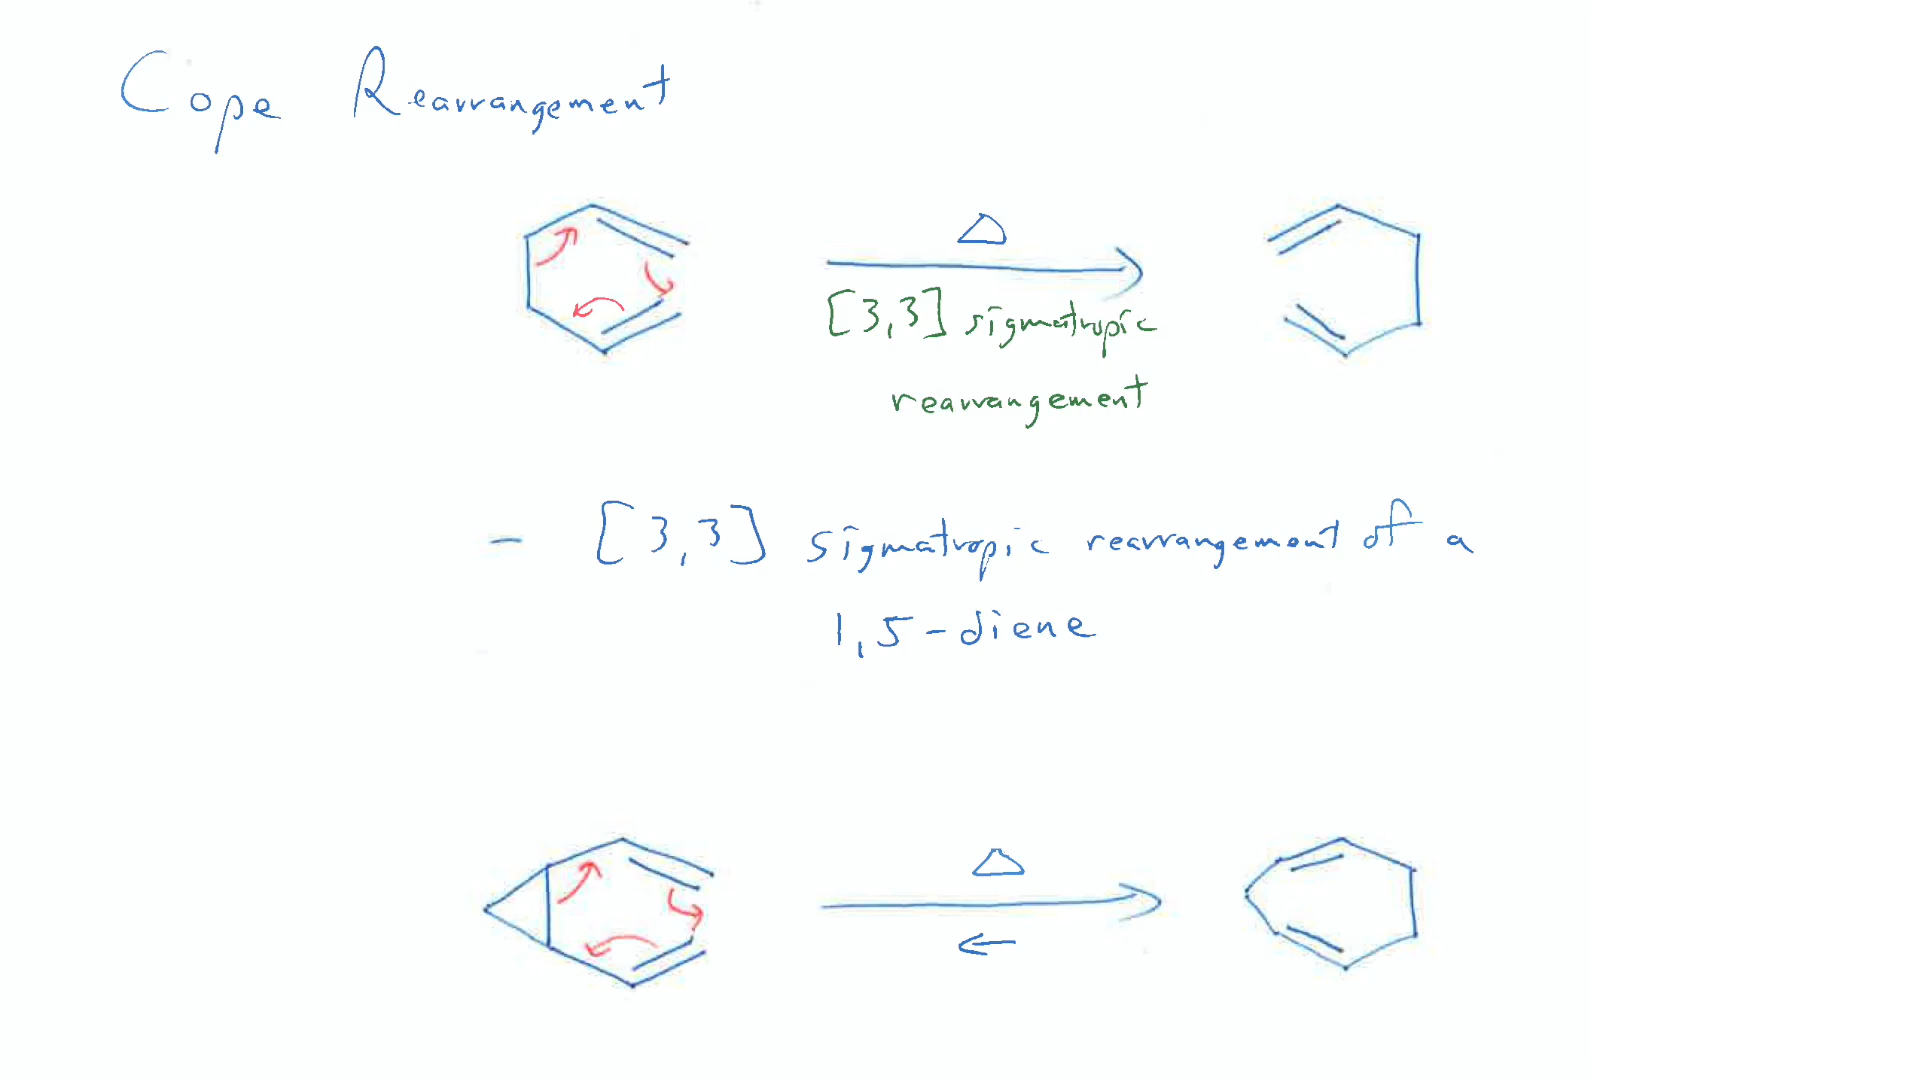 Cope Rearrangement
Δ
[3,3] sigmatropic
rearrangement
- [3,3] sigmatropic rearrangement of a
1,5-diene
Δ